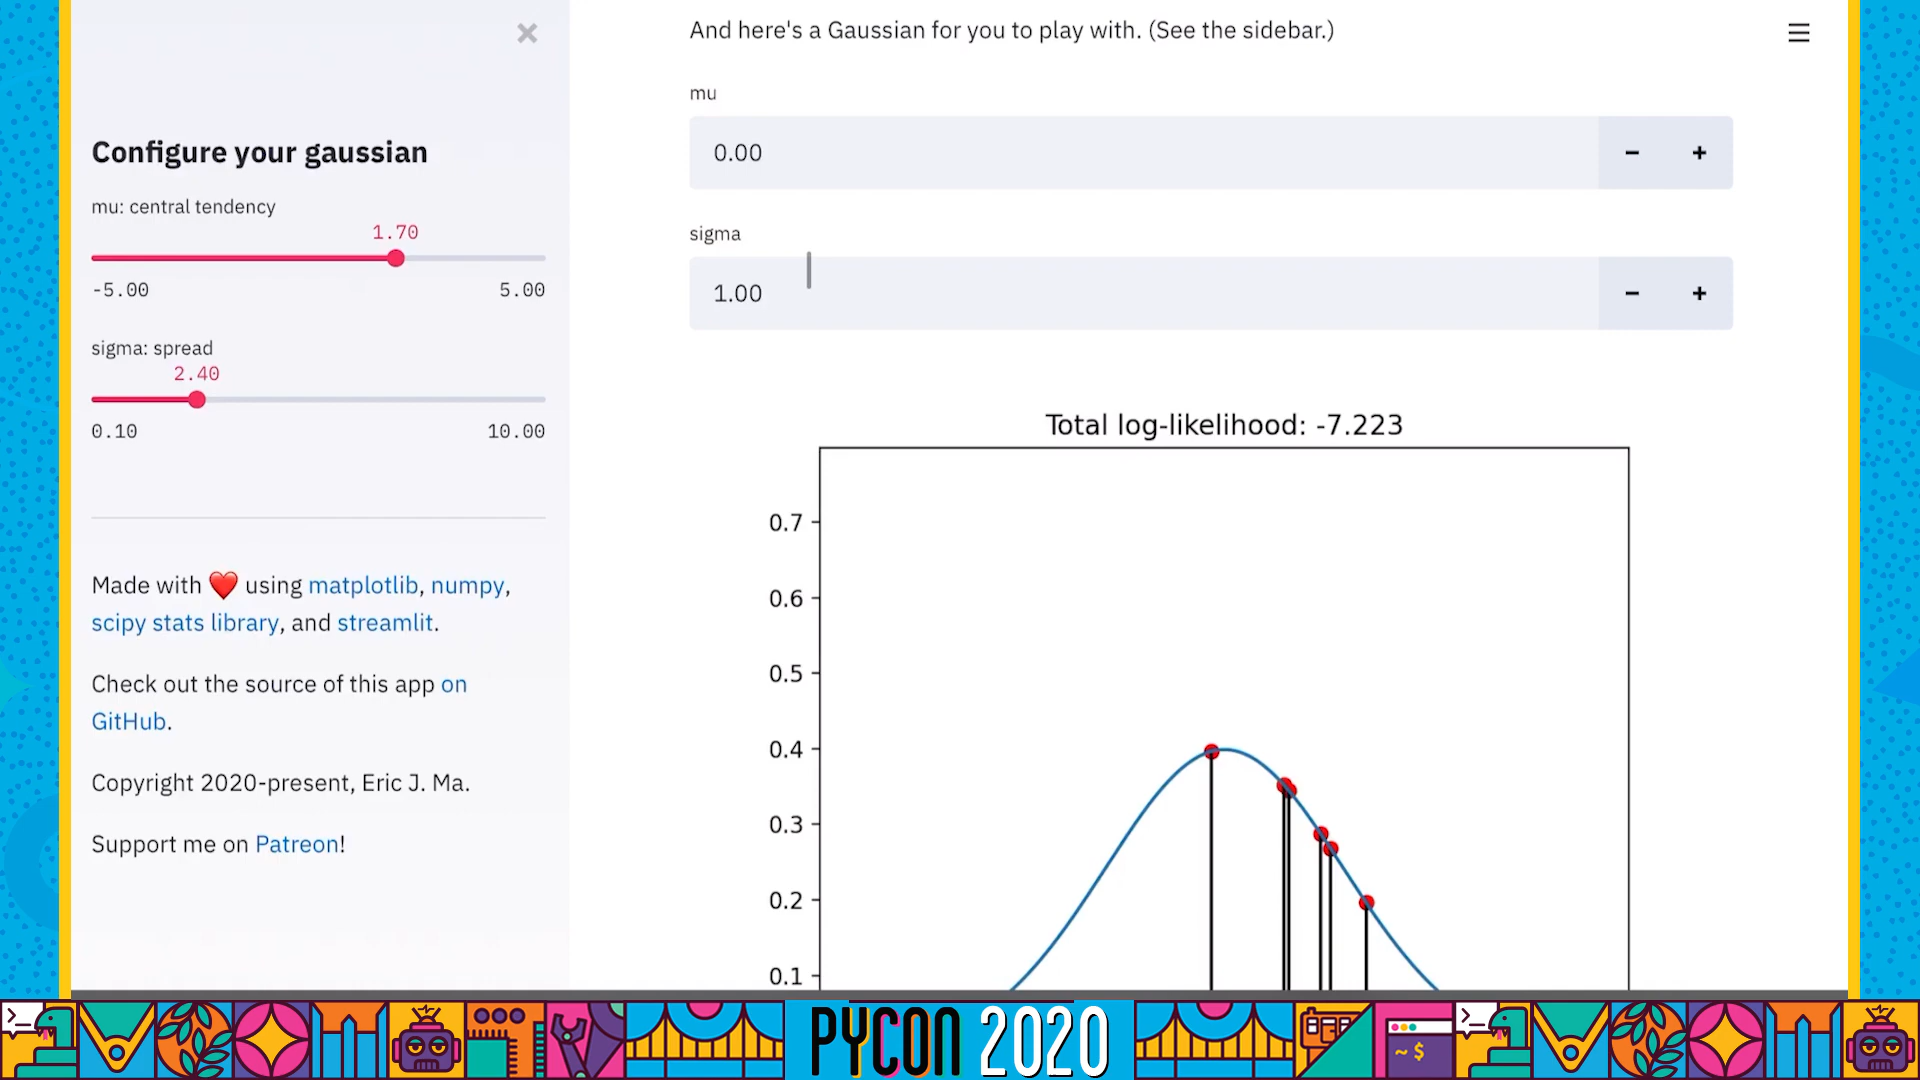 Configure your gaussian
mu: central tendency
1.70
-5.00 5.00
sigma: spread
2.40
0.10 10.00
Made with ❤️ using matplotlib, numpy,
scipy stats library, and streamlit.
Check out the source of this app on
GitHub.
Copyright 2020-present, Eric J. Ma.
Support me on Patreon!
And here's a Gaussian for you to play with. (See the sidebar.)
mu
0.00
sigma
1.00
Total log-likelihood: -7.223
0.7
0.6
0.5
0.4
0.3
0.2
0.1
PYCON 2020
~ $